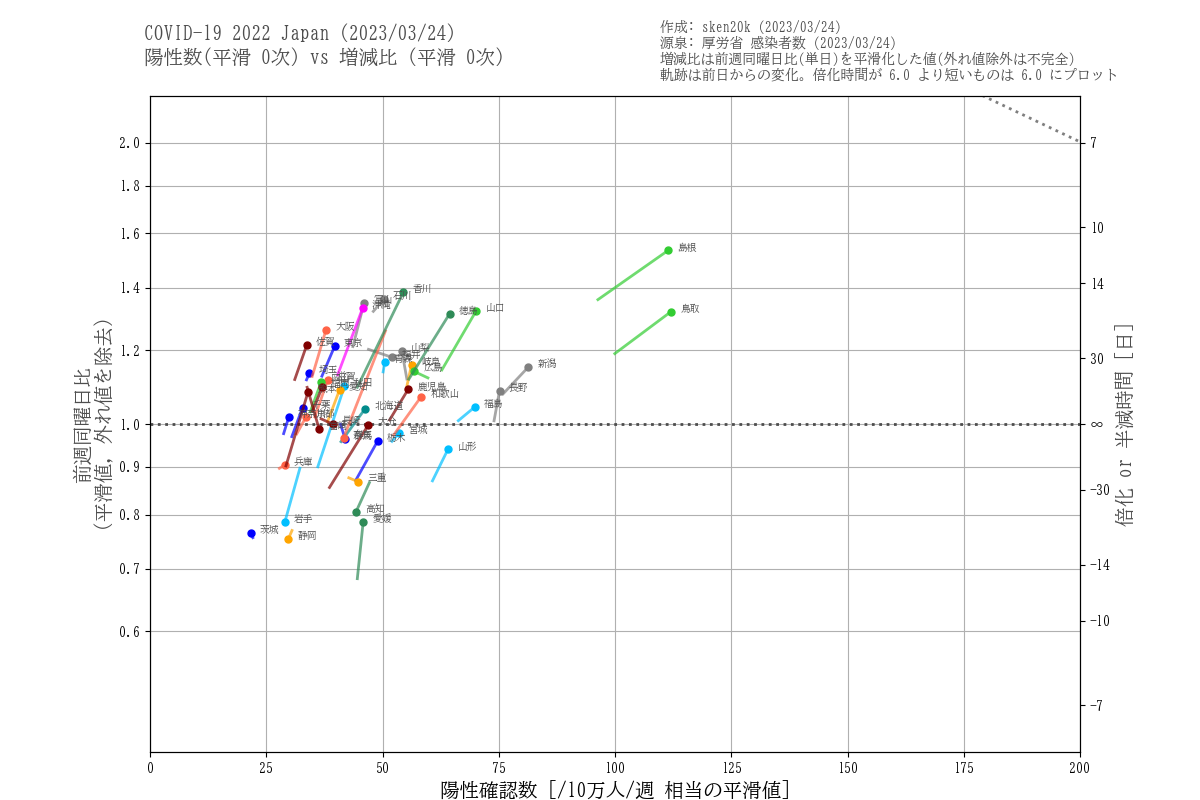 COVID-19 2022 Japan (2023/03/24)
陽性数(平滑 0次) vs 増減比 (平滑 0次)
作成: sken20k (2023/03/24)
源泉: 厚労省 感染者数 (2023/03/24)
増減比は前週同曜日比(単日)を平滑化した値(外れ値除外は不完全)
軌跡は前日からの変化。倍化時間が 6.0 より短いものは 6.0 にプロット
前週同曜日比
(平滑値, 外れ値を除去)
2.0
1.8
1.6
1.4
1.2
1.0
0.9
0.8
0.7
0.6
島根
鳥取
香川
石川
徳島
山口
大阪
佐賀
東京
山梨
岐阜
広島
新潟
長野
鹿児島
和歌山
北海道
福島
大分
宮城
栃木
山形
兵庫
三重
高知
愛媛
岩手
茨城
静岡
7
10
14
30
∞
-30
-14
-10
-7
倍化 or 半減時間 [日]
0 25 50 75 100 125 150 175 200
陽性確認数 [/10万人/週 相当の平滑値]